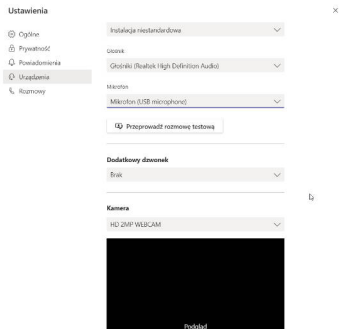 Ustawienia
Ogólne
Prywatność
Powiadomienia
Urządzenia
Rozmowy
Instalacja niestandardowa
Głośnik
Głośniki (Realtek High Definition Audio)
Mikrofon
Mikrofon (USB microphone)
Przeprowadź rozmowę testową
Dodatkowy dzwonek
Brak
Kamera
HD 2MP WEBCAM
Podgląd